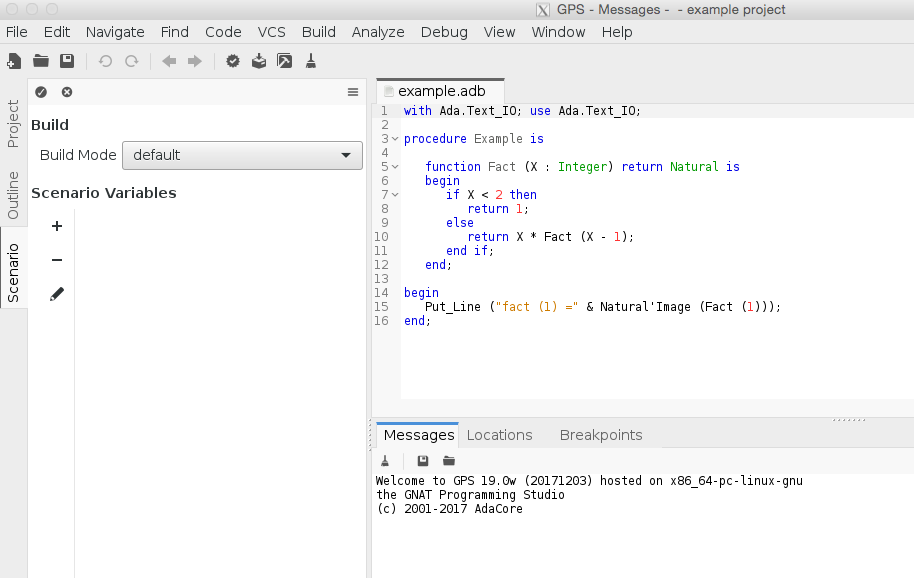 GPS - Messages -  - example project
File Edit Navigate Find Code VCS Build Analyze Debug View Window Help
Project
Outline
Scenario
Build
Build Mode default
Scenario Variables
example.adb
1 with Ada.Text_IO; use Ada.Text_IO;
2
3 procedure Example is
4
5    function Fact (X : Integer) return Natural is
6    begin
7       if X < 2 then
8          return 1;
9       else
10          return X * Fact (X - 1);
11       end if;
12    end;
13
14 begin
15    Put_Line ("fact (1) =" & Natural'Image (Fact (1)));
16 end;
Messages Locations Breakpoints
Welcome to GPS 19.0w (20171203) hosted on x86_64-pc-linux-gnu
the GNAT Programming Studio
(c) 2001-2017 AdaCore